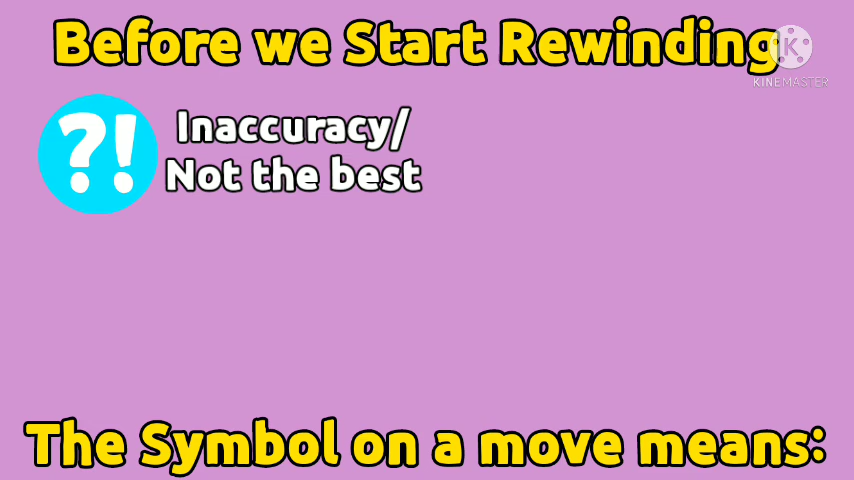 Before we Start Rewinding
K
KINEMASTER
?!
Inaccuracy/
Not the best
The Symbol on a move means: